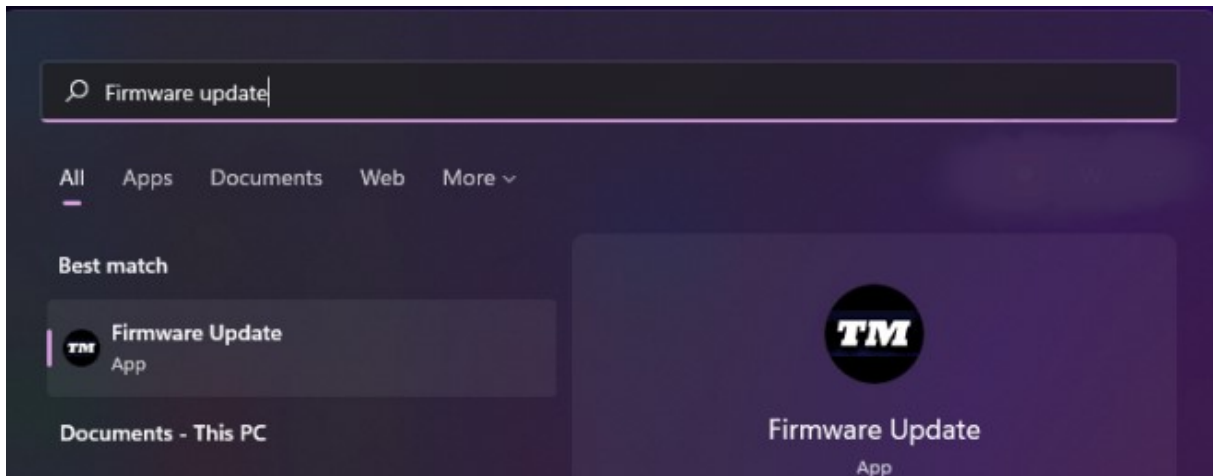 Firmware update
All Apps Documents Web More
Best match
TM
Firmware Update
App
Documents - This PC
TM
Firmware Update
App